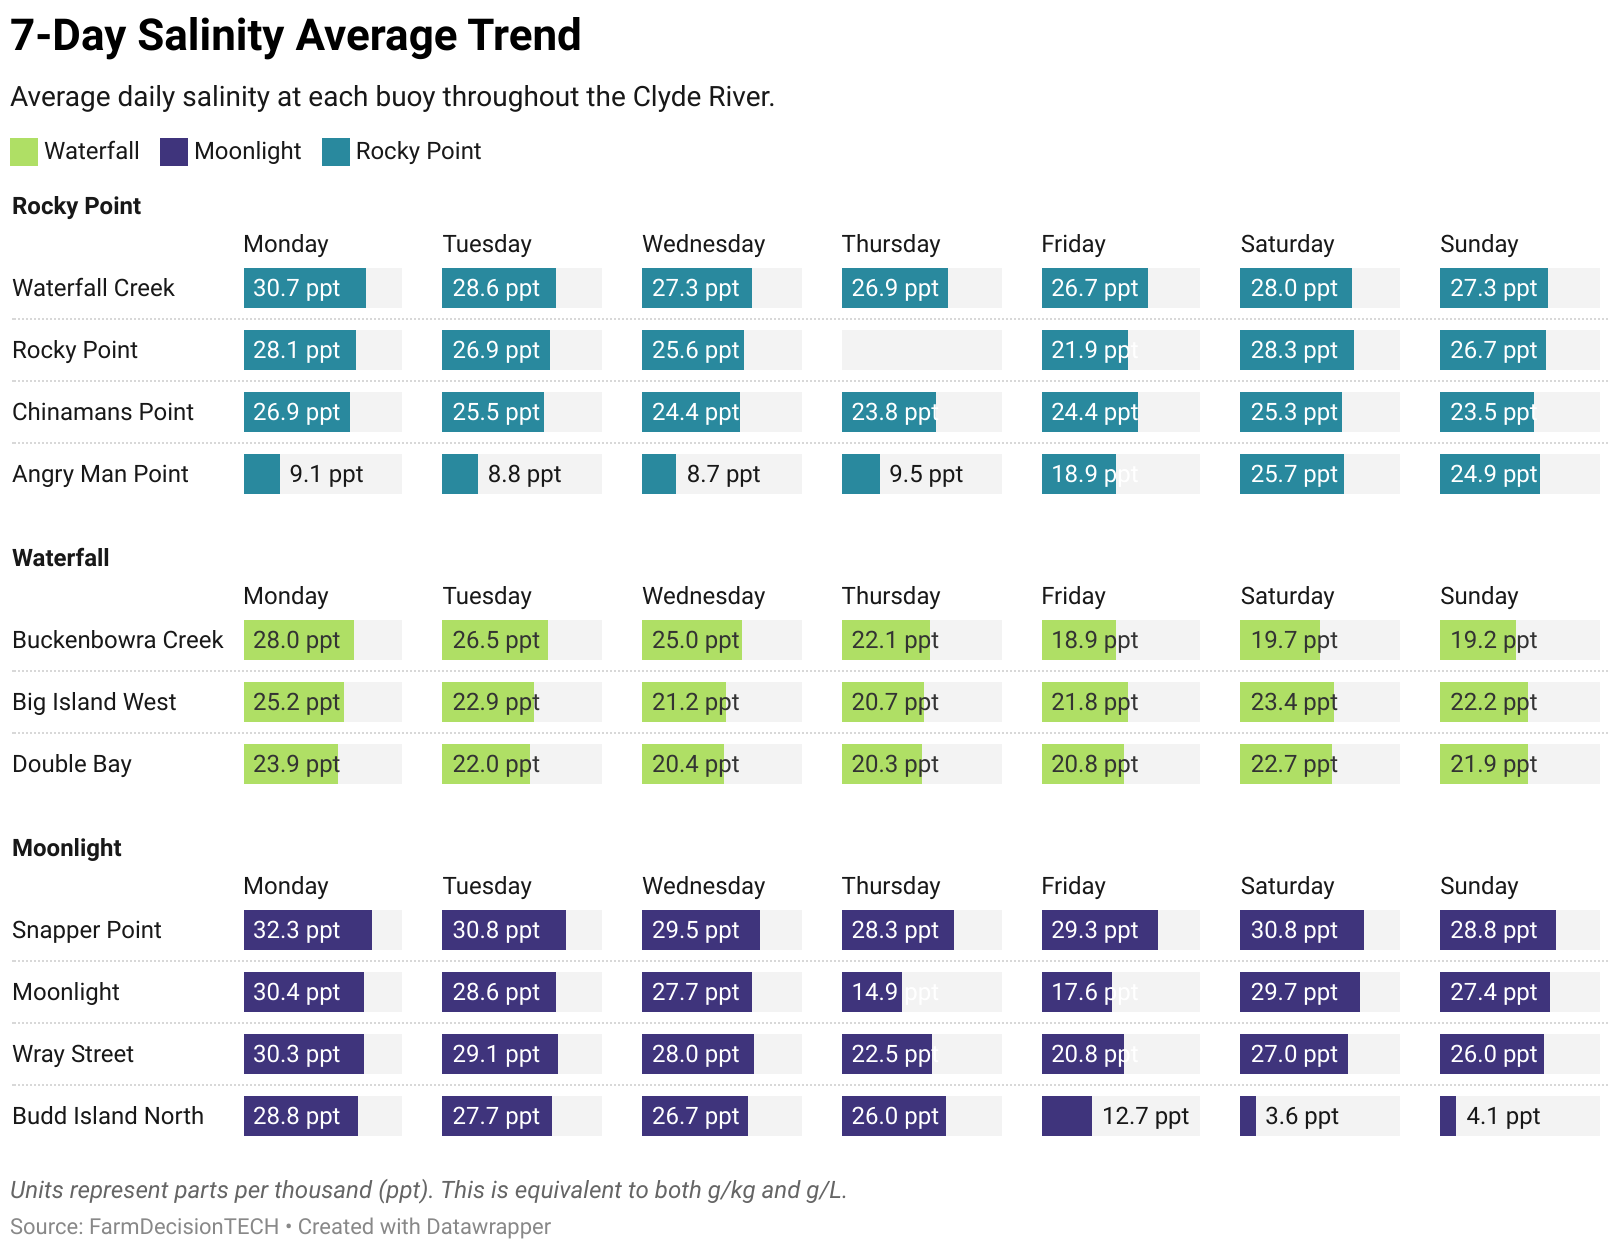 7-Day Salinity Average Trend
Average daily salinity at each buoy throughout the Clyde River.
Waterfall Moonlight Rocky Point
Rocky Point
Monday Tuesday Wednesday Thursday Friday Saturday Sunday
Waterfall Creek 30.7 ppt 28.6 ppt 27.3 ppt 26.9 ppt 26.7 ppt 28.0 ppt 27.3 ppt
Rocky Point 28.1 ppt 26.9 ppt 25.6 ppt 21.9 ppt 28.3 ppt 26.7 ppt
Chinamans Point 26.9 ppt 25.5 ppt 24.4 ppt 23.8 ppt 24.4 ppt 25.3 ppt 23.5 ppt
Angry Man Point 9.1 ppt 8.8 ppt 8.7 ppt 9.5 ppt 18.9 ppt 25.7 ppt 24.9 ppt
Waterfall
Monday Tuesday Wednesday Thursday Friday Saturday Sunday
Buckenbowra Creek 28.0 ppt 26.5 ppt 25.0 ppt 22.1 ppt 18.9 ppt 19.7 ppt 19.2 ppt
Big Island West 25.2 ppt 22.9 ppt 21.2 ppt 20.7 ppt 21.8 ppt 23.4 ppt 22.2 ppt
Double Bay 23.9 ppt 22.0 ppt 20.4 ppt 20.3 ppt 20.8 ppt 22.7 ppt 21.9 ppt
Moonlight
Monday Tuesday Wednesday Thursday Friday Saturday Sunday
Snapper Point 32.3 ppt 30.8 ppt 29.5 ppt 28.3 ppt 29.3 ppt 30.8 ppt 28.8 ppt
Moonlight 30.4 ppt 28.6 ppt 27.7 ppt 14.9 ppt 17.6 ppt 29.7 ppt 27.4 ppt
Wray Street 30.3 ppt 29.1 ppt 28.0 ppt 22.5 ppt 20.8 ppt 27.0 ppt 26.0 ppt
Budd Island North 28.8 ppt 27.7 ppt 26.7 ppt 26.0 ppt 12.7 ppt 3.6 ppt 4.1 ppt
Units represent parts per thousand (ppt). This is equivalent to both g/kg and g/L.
Source: FarmDecisionTECH • Created with Datawrapper